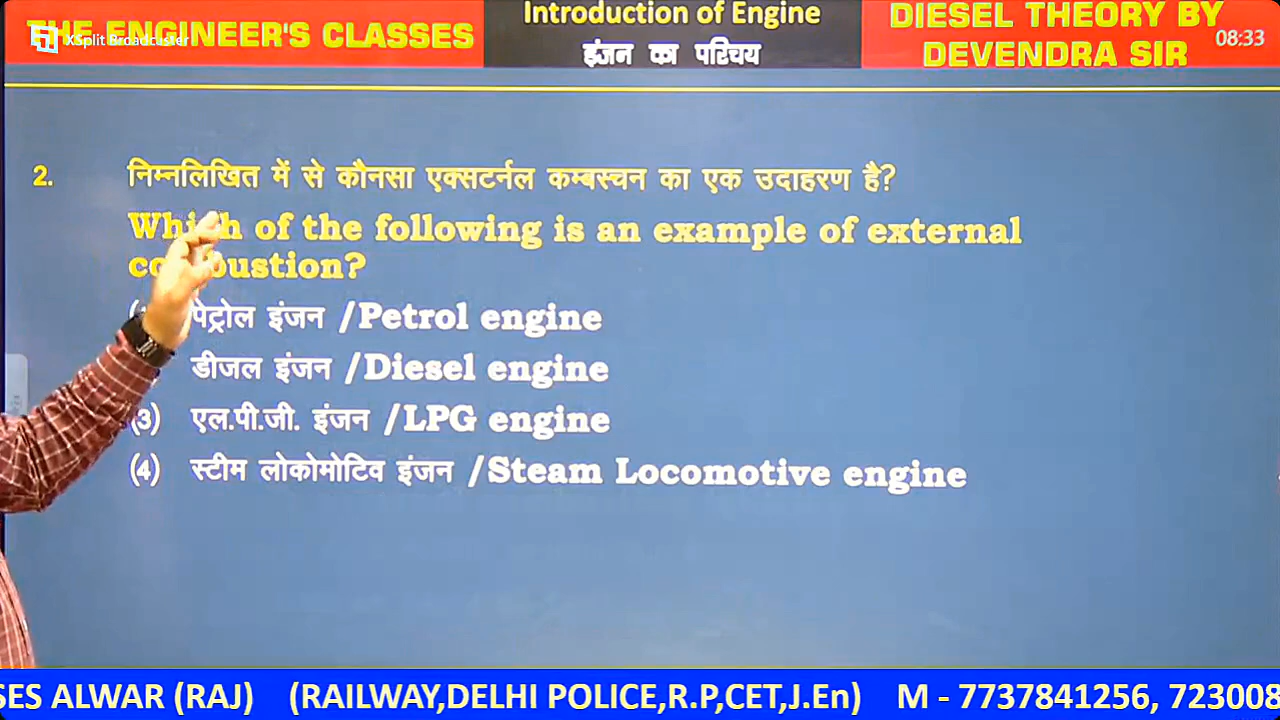 THE ENGINEER'S CLASSES
XSplit Broadcaster
Introduction of Engine
इंजन का परिचय
DIESEL THEORY BY
DEVENDRA SIR
08:33
2. निम्नलिखित में से कौनसा एक्सटर्नल कम्बस्चन का एक उदाहरण है?
Which of the following is an example of external
combustion?
पेट्रोल इंजन /Petrol engine
डीजल इंजन /Diesel engine
(3) एल.पी.जी. इंजन /LPG engine
(4) स्टीम लोकोमोटिव इंजन /Steam Locomotive engine
SES ALWAR (RAJ) (RAILWAY,DELHI POLICE,R.P,CET,J.En) M - 7737841256, 723008